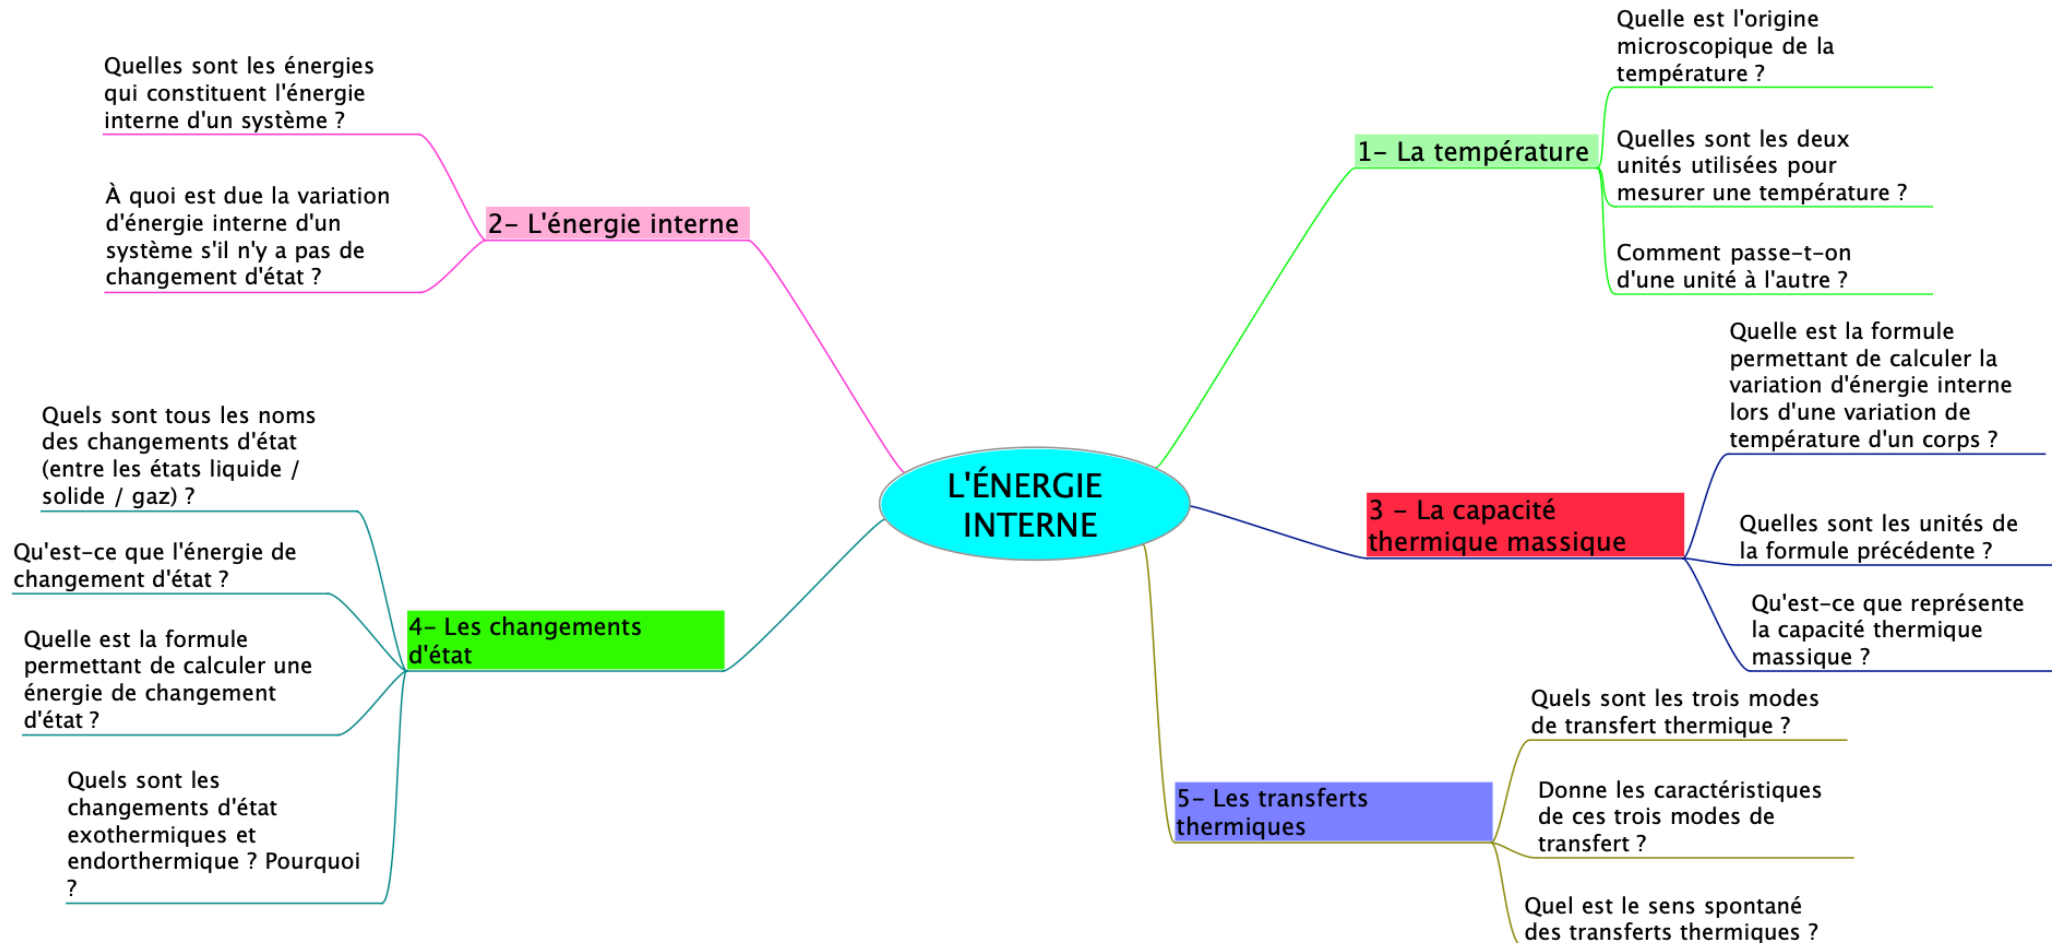 L'ÉNERGIE
INTERNE
1- La température
Quelle est l'origine
microscopique de la
température ?
Quelles sont les deux
unités utilisées pour
mesurer une température ?
Comment passe-t-on
d'une unité à l'autre ?
2- L'énergie interne
Quelles sont les énergies
qui constituent l'énergie
interne d'un système ?
À quoi est due la variation
d'énergie interne d'un
système s'il n'y a pas de
changement d'état ?
3 - La capacité
thermique massique
Quelle est la formule
permettant de calculer la
variation d'énergie interne
lors d'une variation de
température d'un corps ?
Quelles sont les unités de
la formule précédente ?
Qu'est-ce que représente
la capacité thermique
massique ?
4- Les changements
d'état
Quels sont tous les noms
des changements d'état
(entre les états liquide /
solide / gaz) ?
Qu'est-ce que l'énergie de
changement d'état ?
Quelle est la formule
permettant de calculer une
énergie de changement
d'état ?
Quels sont les
changements d'état
exothermiques et
endorthermique ? Pourquoi
?
5- Les transferts
thermiques
Quels sont les trois modes
de transfert thermique ?
Donne les caractéristiques
de ces trois modes de
transfert ?
Quel est le sens spontané
des transferts thermiques ?